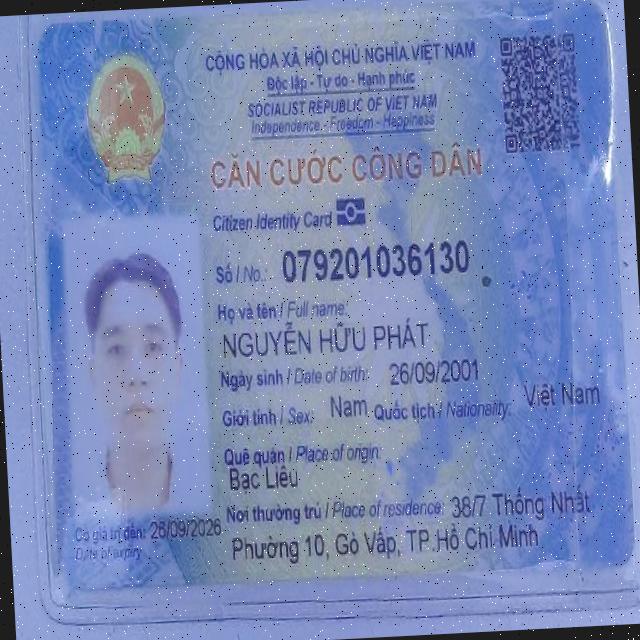 CỘNG HÒA XÃ HỘI CHỦ NGHĨA VIỆT NAM
Độc lập - Tự do - Hạnh phúc
SOCIALIST REPUBLIC OF VIET NAM
Independence - Freedom - Happiness
CĂN CƯỚC CÔNG DÂN
Citizen Identity Card
Số / No.: 079201036130
Họ và tên / Full name:
NGUYỄN HỮU PHÁT
Ngày sinh / Date of birth: 26/09/2001
Giới tính / Sex: Nam Quốc tịch / Nationality: Việt Nam
Quê quán / Place of origin:
Bạc Liêu
Nơi thường trú / Place of residence: 38/7 Thống Nhất
Phường 10, Gò Vấp, TP.Hồ Chí Minh
Có giá trị đến: 26/09/2026
Date of expiry